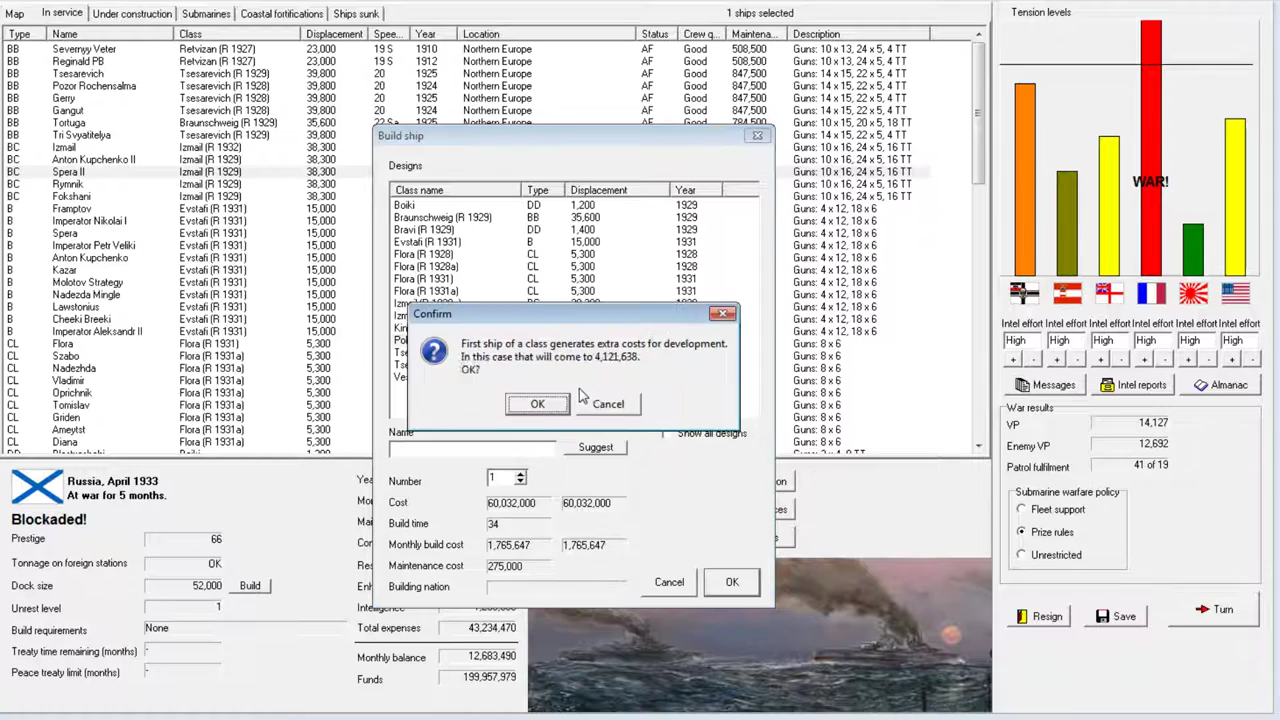 Map In service Under construction Submarines Coastal fortifications Ships sunk 1 ships selected Tension levels
Type Name Class Displacement Spee... Year Location Status Crew q... Maintena... Description
BB Severnyy Veter Retvizan (R 1927) 23,000 19 S 1910 Northern Europe AF Good 508,500 Guns: 10 x 13, 24 x 5, 4 TT
BB Reginald PB Retvizan (R 1927) 23,000 19 S 1912 Northern Europe AF Good 508,500 Guns: 10 x 13, 24 x 5, 4 TT
BB Tsesarevich Tsesarevich (R 1929) 39,800 20 1925 Northern Europe AF Good 847,500 Guns: 14 x 15, 22 x 5, 4 TT
BB Pozor Rochensalma Tsesarevich (R 1928) 39,800 20 1924 Northern Europe AF Good 847,500 Guns: 14 x 15, 22 x 5, 4 TT
BB Gerry Tsesarevich (R 1928) 39,800 20 1925 Northern Europe AF Good 847,500 Guns: 14 x 15, 22 x 5, 4 TT
BB Gangut Tsesarevich (R 1928) 39,800 20 1924 Northern Europe AF Good 847,500 Guns: 14 x 15, 22 x 5, 4 TT
BB Tortuga Braunschweig (R 1929) 35,600 Northern Europe AF Good 784,500 Guns: 10 x 15, 20 x 5, 18 TT
BB Tri Svyatitelya Tsesarevich (R 1929) 39,800 Guns: 14 x 15, 22 x 5, 4 TT
BC Izmail Izmail (R 1932) 38,300 Guns: 10 x 16, 24 x 5, 16 TT
BC Anton Kupchenko II Izmail (R 1929) 38,300 Guns: 10 x 16, 24 x 5, 16 TT
BC Spera II Izmail (R 1929) 38,300 Guns: 10 x 16, 24 x 5, 16 TT
BC Rymnik Izmail (R 1929) 38,300 Guns: 10 x 16, 24 x 5, 16 TT
BC Fokshani Izmail (R 1929) 38,300 Guns: 10 x 16, 24 x 5, 16 TT
B Framptov Evstafi (R 1931) 15,000 Guns: 4 x 12, 18 x 6
B Imperator Nikolai I Evstafi (R 1931) 15,000 Guns: 4 x 12, 18 x 6
B Spera Evstafi (R 1931) 15,000 Guns: 4 x 12, 18 x 6
B Imperator Petr Veliki Evstafi (R 1931) 15,000 Guns: 4 x 12, 18 x 6
B Anton Kupchenko Evstafi (R 1931) 15,000 Guns: 4 x 12, 18 x 6
B Kazar Evstafi (R 1931) 15,000 Guns: 4 x 12, 18 x 6
B Molotov Strategy Evstafi (R 1931) 15,000 Guns: 4 x 12, 18 x 6
B Nadezda Mingle Evstafi (R 1931) 15,000 Guns: 4 x 12, 18 x 6
B Lawstonius Evstafi (R 1931) 15,000 Guns: 4 x 12, 18 x 6
B Cheeki Breeki Evstafi (R 1931) 15,000 Guns: 4 x 12, 18 x 6
B Imperator Aleksandr II Evstafi (R 1931) 15,000 Guns: 4 x 12, 18 x 6
CL Flora Flora (R 1931a) 5,300 Guns: 8 x 6
CL Szabo Flora (R 1931a) 5,300 Guns: 8 x 6
CL Nadezhda Flora (R 1931a) 5,300 Guns: 8 x 6
CL Vladimir Flora (R 1931a) 5,300 Guns: 8 x 6
CL Oprichnik Flora (R 1931a) 5,300 Guns: 8 x 6
CL Tomislav Flora (R 1931a) 5,300 Guns: 8 x 6
CL Griden Flora (R 1931a) 5,300 Guns: 8 x 6
CL Ameytst Flora (R 1931a) 5,300 Guns: 8 x 6
CL Diana Flora (R 1931a) 5,300 Guns: 8 x 6
Build ship
Designs
Class name Type Displacement Year
Boiki DD 1,200 1929
Braunschweig (R 1929) BB 35,600 1929
Bravi (R 1929) DD 1,400 1929
Evstafi (R 1931) B 15,000 1931
Flora (R 1928) CL 5,300 1928
Flora (R 1928a) CL 5,300 1928
Flora (R 1931) CL 5,300 1931
Flora (R 1931a) CL 5,300 1931
Confirm
First ship of a class generates extra costs for development.
In this case that will come to 4,121,638.
OK?
OK Cancel
Name Show all designs
Suggest
Number 1
Cost 60,032,000 60,032,000
Build time 34
Monthly build cost 1,765,647 1,765,647
Maintenance cost 275,000
Building nation
Cancel OK
Russia, April 1933
At war for 5 months.
Blockaded!
Prestige 66
Tonnage on foreign stations OK
Dock size 52,000 Build
Unrest level 1
Build requirements None
Treaty time remaining (months) -
Peace treaty limit (months) -
Total expenses 43,234,470
Monthly balance 12,683,490
Funds 199,957,979
WAR!
Intel effort Intel effort Intel effort Intel effort Intel effort Intel effort
High High High High High High
+ - + - + - + - + - + -
Messages Intel reports Almanac
War results
VP 14,127
Enemy VP 12,692
Patrol fulfilment 41 of 19
Submarine warfare policy
Fleet support
Prize rules
Unrestricted
Resign Save Turn